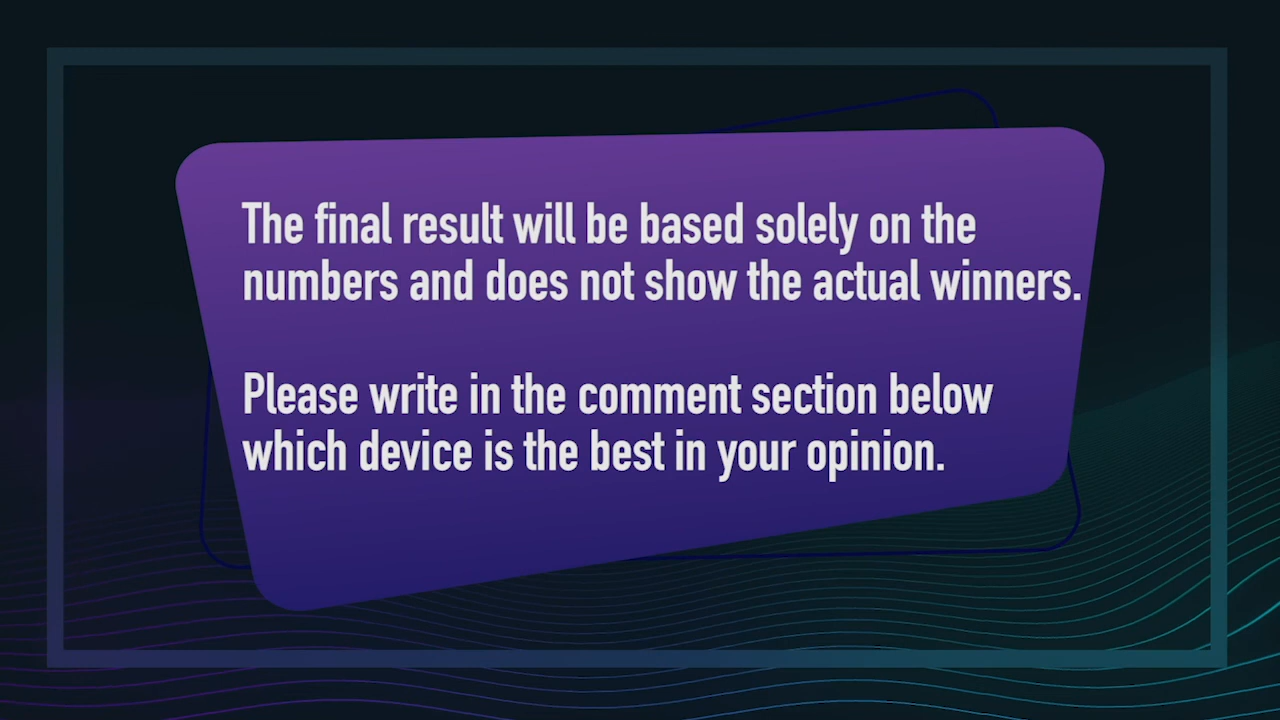 The final result will be based solely on the
numbers and does not show the actual winners.
Please write in the comment section below
which device is the best in your opinion.